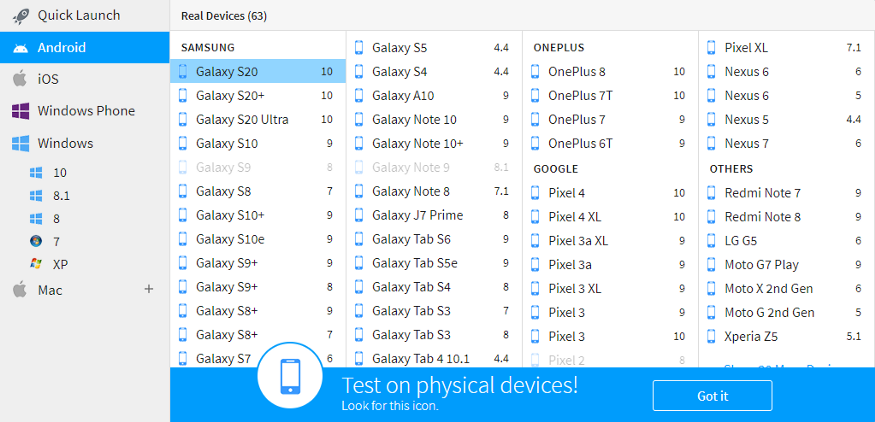 Quick Launch
Android
iOS
Windows Phone
Windows
10
8.1
8
7
XP
Mac +
Real Devices (63)
SAMSUNG
Galaxy S20 10
Galaxy S20+ 10
Galaxy S20 Ultra 10
Galaxy S10 9
Galaxy S9 8
Galaxy S8 7
Galaxy S10+ 9
Galaxy S10e 9
Galaxy S9+ 9
Galaxy S9+ 8
Galaxy S8+ 9
Galaxy S8+ 7
Galaxy S7 6
Galaxy S5 4.4
Galaxy S4 4.4
Galaxy A10 9
Galaxy Note 10 9
Galaxy Note 10+ 9
Galaxy Note 9 8.1
Galaxy Note 8 7.1
Galaxy J7 Prime 8
Galaxy Tab S6 9
Galaxy Tab S5e 9
Galaxy Tab S4 8
Galaxy Tab S3 7
Galaxy Tab S3 8
Galaxy Tab 4 10.1 4.4
ONEPLUS
OnePlus 8 10
OnePlus 7T 10
OnePlus 7 9
OnePlus 6T 9
GOOGLE
Pixel 4 10
Pixel 4 XL 10
Pixel 3a XL 9
Pixel 3a 9
Pixel 3 XL 9
Pixel 3 9
Pixel 3 10
Pixel 2 8
Pixel XL 7.1
Nexus 6 6
Nexus 6 5
Nexus 5 4.4
Nexus 7 6
OTHERS
Redmi Note 7 9
Redmi Note 8 9
LG G5 6
Moto G7 Play 9
Moto X 2nd Gen 6
Moto G 2nd Gen 5
Xperia Z5 5.1
Test on physical devices!
Look for this icon.
Got it